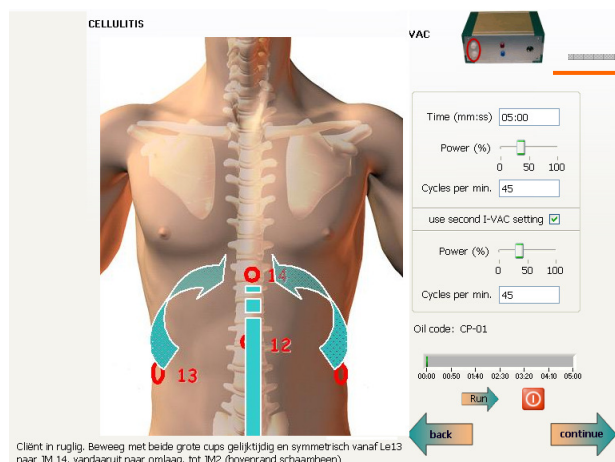 CELLULITIS
VAC
Time (mm:ss) 05:00
Power (%)
0 50 100
Cycles per min. 45
use second I-VAC setting
Power (%)
0 50 100
Cycles per min. 45
Oil code: CP-01
00:00 00:50 01:40 02:30 03:20 04:10 05:00
Run
back continue
14
12
13
Cliënt in ruglig. Beweeg met beide grote cups gelijktijdig en symmetrisch vanaf Le13
naar JM 14, vandaaruit naar omlaag, tot JM2 (bovenrand schaambeen)